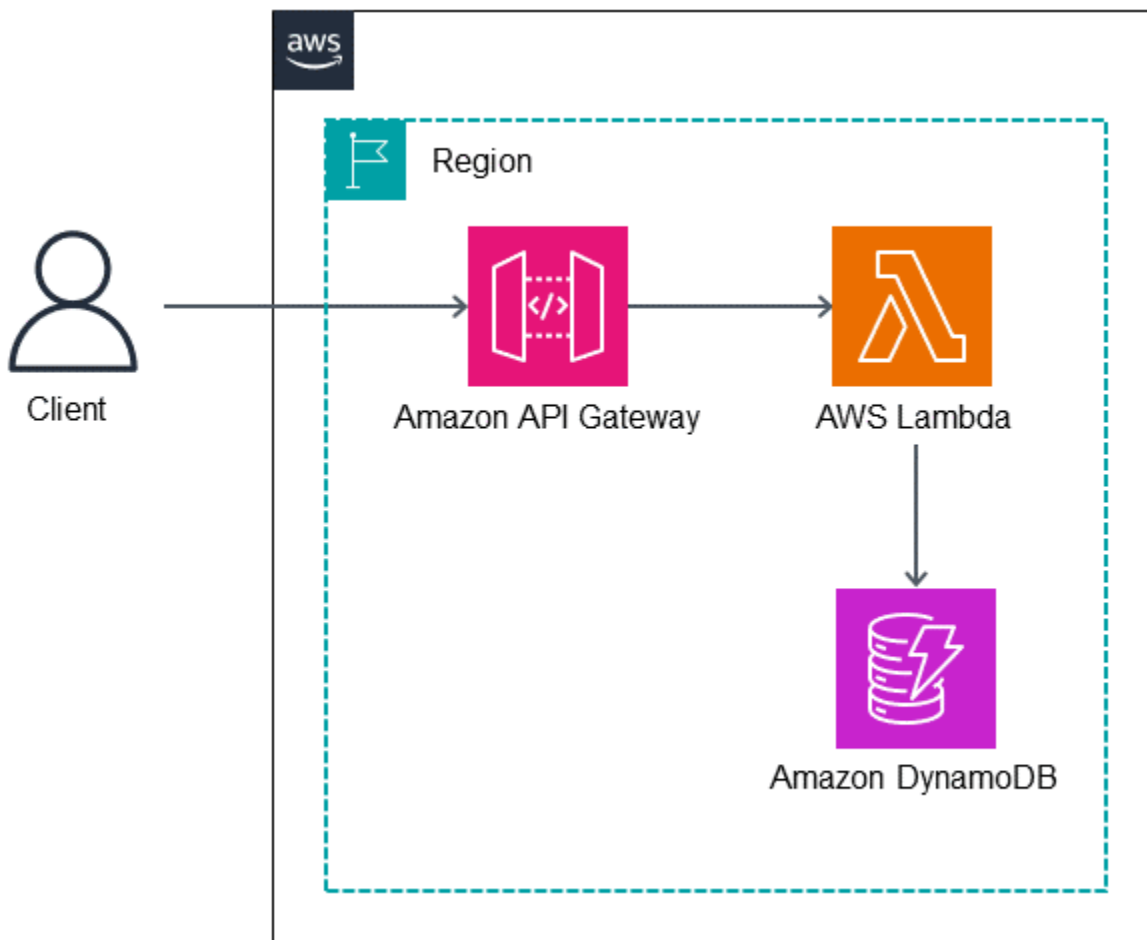 aws
Region
</>
Client
Amazon API Gateway
AWS Lambda
Amazon DynamoDB